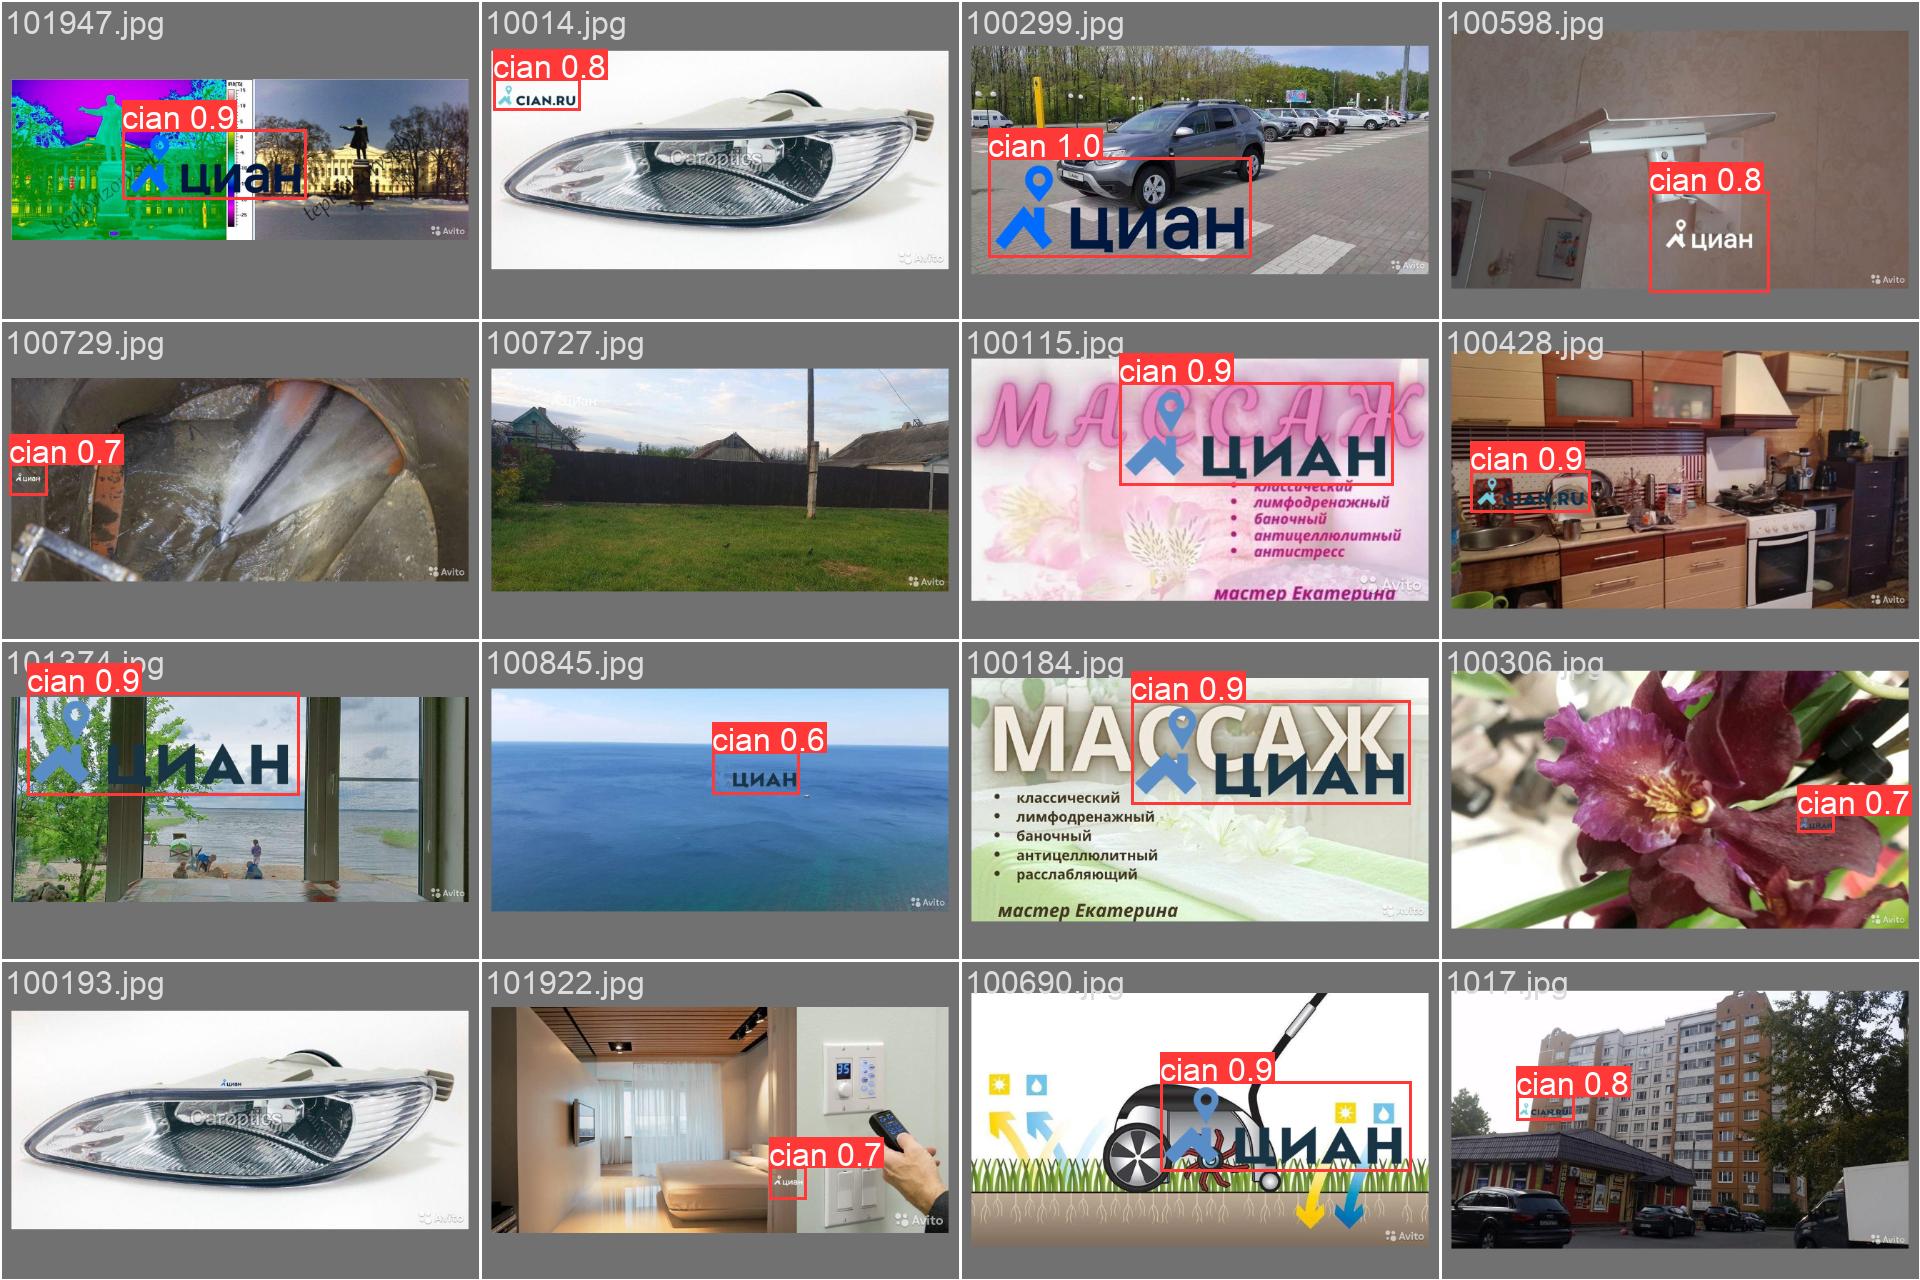 101947.jpg
cian 0.9
циан
Avito
10014.jpg
cian 0.8
CIAN.RU
Caroptics
Avito
100299.jpg
cian 1.0
циан
Avito
100598.jpg
cian 0.8
циан
Avito
100729.jpg
cian 0.7
циан
Avito
100727.jpg
циан
Avito
100115.jpg
cian 0.9
МАССАЖ
ЦИАН
• классический
• лимфодренажный
• баночный
• антицеллюлитный
• антистресс
Avito
мастер Екатерина
100428.jpg
cian 0.9
CIAN.RU
Avito
101374.jpg
cian 0.9
ЦИАН
Avito
100845.jpg
cian 0.6
ЦИАН
Avito
100184.jpg
cian 0.9
МАССАЖ
ЦИАН
• классический
• лимфодренажный
• баночный
• антицеллюлитный
• расслабляющий
мастер Екатерина
Avito
100306.jpg
cian 0.7
циан
Avito
100193.jpg
циан
Caroptics
Avito
101922.jpg
35
cian 0.7
циан
Avito
100690.jpg
cian 0.9
ЦИАН
Avito
1017.jpg
cian 0.8
CIAN.RU
Avito